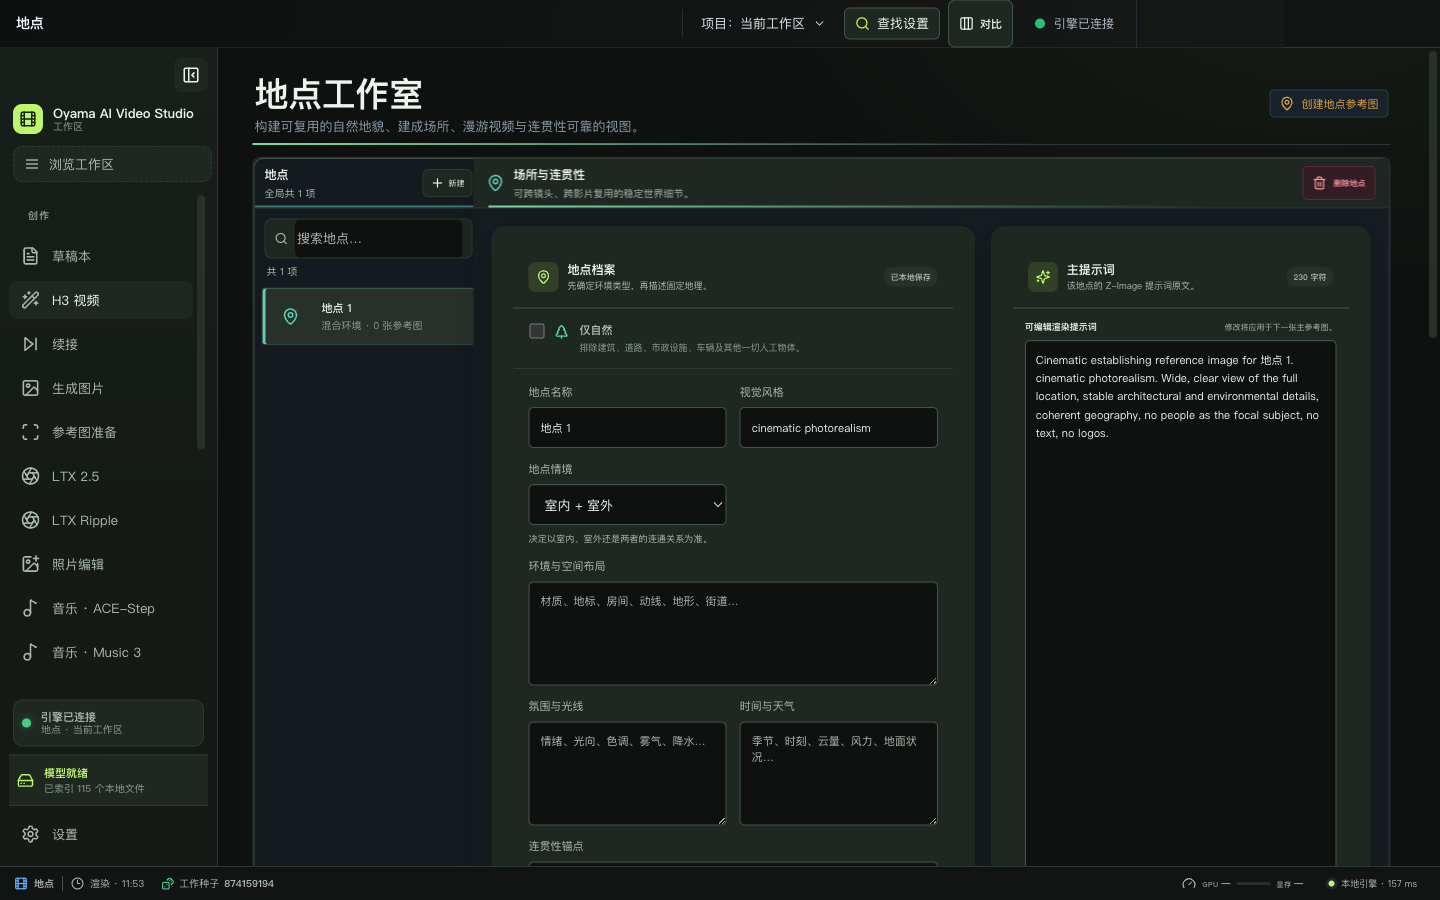 地点
项目: 当前工作区
查找设置
对比
引擎已连接
Oyama AI Video Studio
工作区
浏览工作区
创作
草稿本
H3 视频
续接
生成图片
参考图准备
LTX 2.5
LTX Ripple
照片编辑
音乐 · ACE-Step
音乐 · Music 3
引擎已连接
地点 · 当前工作区
模型就绪
已索引 115 个本地文件
设置
地点工作室
构建可复用的自然地貌、建成场所、漫游视频与连贯性可靠的视图。
创建地点参考图
地点
全局共 1 项
新建
搜索地点...
共 1 项
地点 1
混合环境 · 0 张参考图
场所与连贯性
可跨镜头、跨影片复用的稳定世界细节。
删除地点
地点档案
先确定环境类型，再描述固定地理。
已本地保存
仅自然
排除建筑、道路、市政设施、车辆及其他一切人工物体。
地点名称
视觉风格
地点 1
cinematic photorealism
地点情境
室内 + 室外
决定以室内、室外还是两者的连通关系为准。
环境与空间布局
材质、地标、房间、动线、地形、街道...
氛围与光线
时间与天气
情绪、光向、色调、雾气、降水...
季节、时刻、云量、风力、地面状
况...
连贯性锚点
主提示词
该地点的 Z-Image 提示词原文。
230 字符
可编辑渲染提示词
修改将应用于下一张主参考图。
Cinematic establishing reference image for 地点 1.
cinematic photorealism. Wide, clear view of the full
location, stable architectural and environmental details,
coherent geography, no people as the focal subject, no
text, no logos.
地点
渲染 · 11:53
工作种子 874159194
GPU —
显存 —
本地引擎 · 157 ms